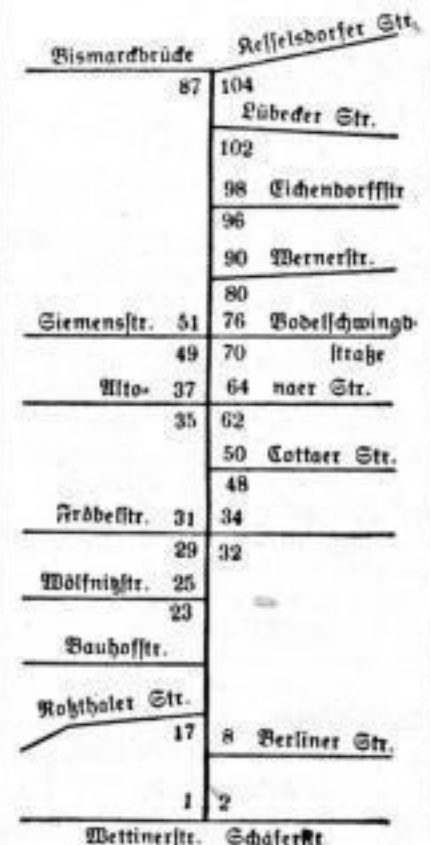 Kesselsdorfer Str.
Bismarckbrücke
87 104
Lübecker Str.
102
98 Eichendorffstr
96
90 Wernerstr.
80
Siemensstr. 51 76 Bodelschwingh-
49 70 straße
Alto- 37 64 naer Str.
35 62
50 Cottaer Str.
48
Fröbelstr. 31 34
29 32
Wölfnitzstr. 25
23
Bauhofstr.
Roßthaler Str.
17 8 Berliner Str.
1 2
Wettinerstr. Schäferstr.